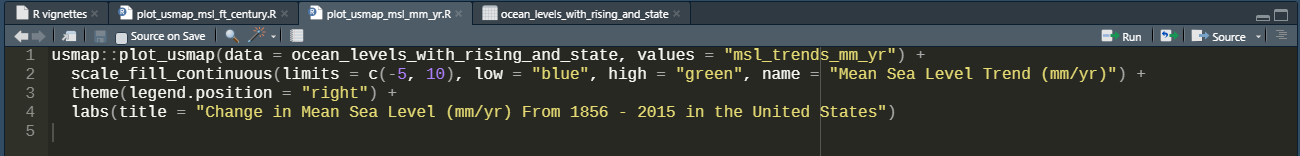 R vignettes plot_usmap_msl_ft_century.R plot_usmap_msl_mm_yr.R ocean_levels_with_rising_and_state
Source on Save Run Source
1 usmap::plot_usmap(data = ocean_levels_with_rising_and_state, values = "msl_trends_mm_yr") +
2 scale_fill_continuous(limits = c(-5, 10), low = "blue", high = "green", name = "Mean Sea Level Trend (mm/yr)") +
3 theme(legend.position = "right") +
4 labs(title = "Change in Mean Sea Level (mm/yr) From 1856 - 2015 in the United States")
5